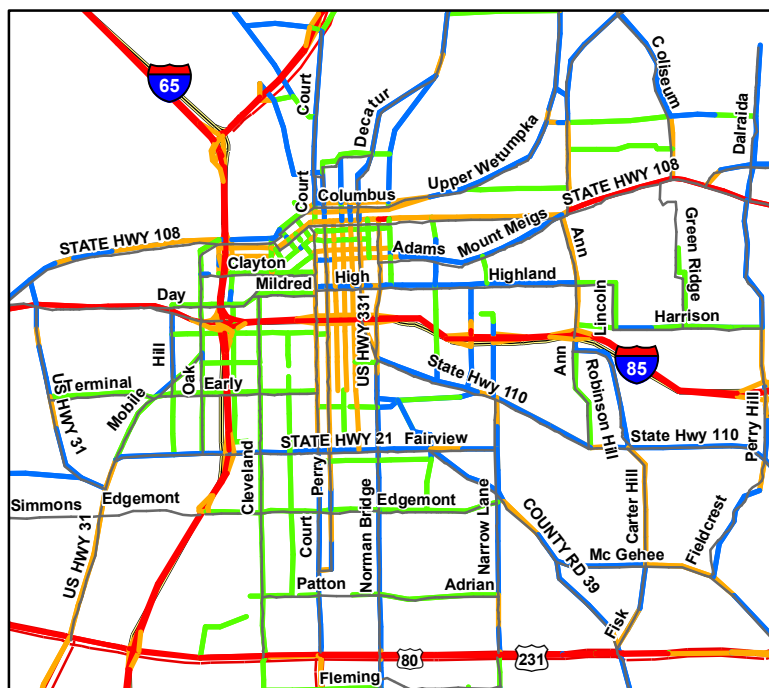 65
Court
Decatur
Coliseum
Dalraida
Upper Wetumpka
Court
Columbus
STATE HWY 108
STATE HWY 108
Mount Meigs
Adams
Ann
Green Ridge
Clayton
Mildred
High
Highland
Day
Lincoln
Harrison
US HWY 331
Hill
Oak
State Hwy 110
Ann
85
Terminal
Mobile
Early
US HWY 31
Robinson Hill
Perry Hill
STATE HWY 21
Fairview
State Hwy 110
Cleveland
Perry
Simmons
Edgemont
Edgemont
Norman Bridge
Narrow Lane
COUNTY RD 39
Carter Hill
Fieldcrest
US HWY 31
Court
Mc Gehee
Patton
Adrian
Fisk
80
231
Fleming